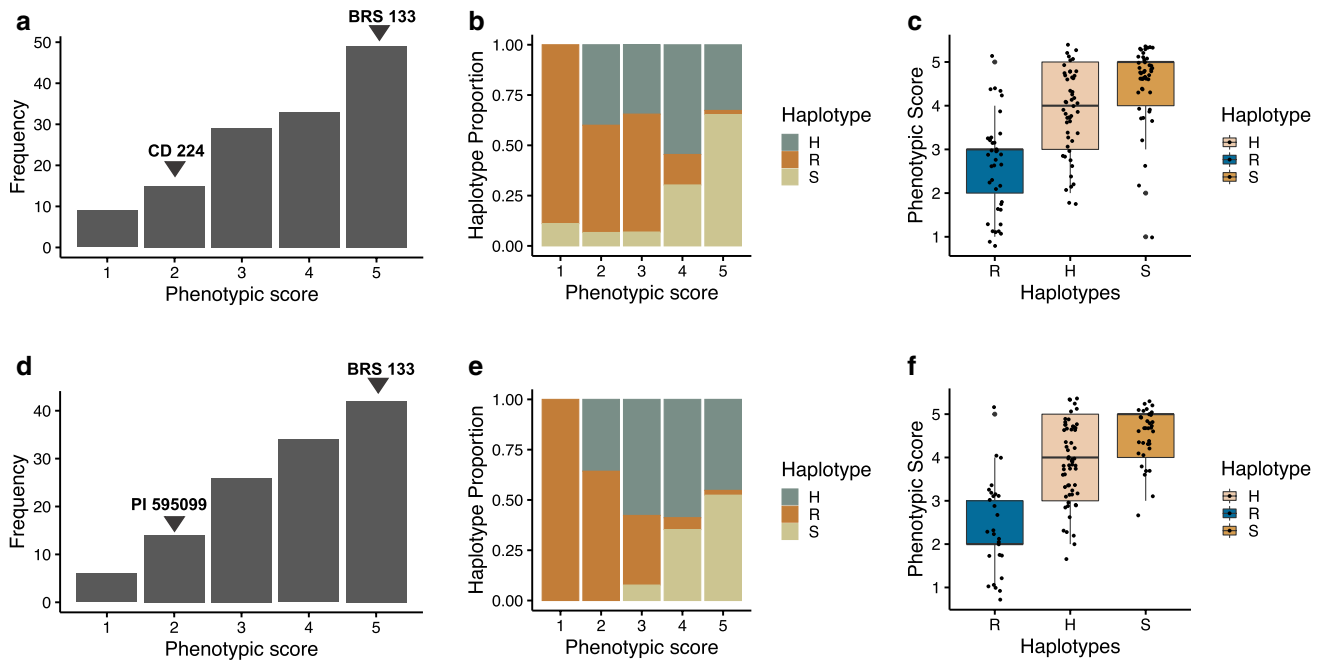 a
BRS 133
CD 224
Frequency
50
40
30
20
10
0
1 2 3 4 5
Phenotypic score
b
Haplotype Proportion
1.00
0.75
0.50
0.25
0.00
1 2 3 4 5
Phenotypic score
Haplotype
H
R
S
c
Phenotypic Score
5
4
3
2
1
R H S
Haplotypes
Haplotype
H
R
S
d
BRS 133
PI 595099
Frequency
40
30
20
10
0
1 2 3 4 5
Phenotypic score
e
Haplotype Proportion
1.00
0.75
0.50
0.25
0.00
1 2 3 4 5
Phenotypic score
Haplotype
H
R
S
f
Phenotypic Score
5
4
3
2
1
R H S
Haplotypes
Haplotype
H
R
S